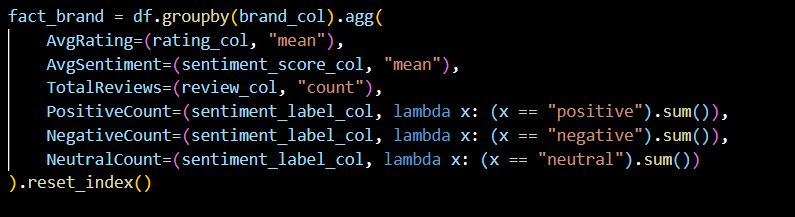 fact_brand = df.groupby(brand_col).agg(
    AvgRating=(rating_col, "mean"),
    AvgSentiment=(sentiment_score_col, "mean"),
    TotalReviews=(review_col, "count"),
    PositiveCount=(sentiment_label_col, lambda x: (x == "positive").sum()),
    NegativeCount=(sentiment_label_col, lambda x: (x == "negative").sum()),
    NeutralCount=(sentiment_label_col, lambda x: (x == "neutral").sum())
).reset_index()